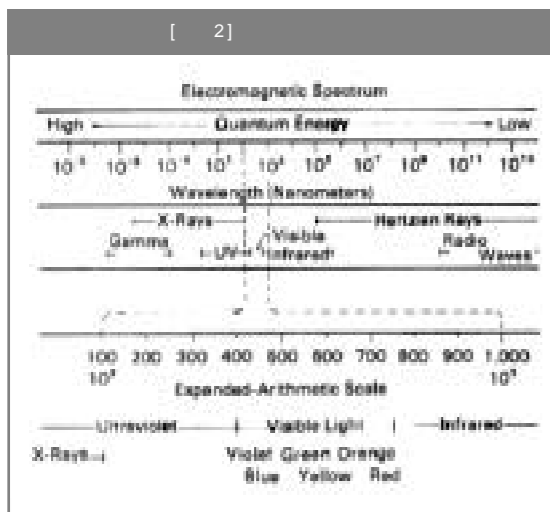 [ 2]
Electromagnetic Spectrum
High Quantum Energy Low
Wavelength (Nanometers)
X-Rays Hertzian Rays
Gamma UV Visible Radio
Infrared Waves
100 200 300 400 500 600 700 800 900 1,000
Expanded-Arithmetic Scale
Ultraviolet Visible Light Infrared
X-Rays Violet Green Orange
Blue Yellow Red